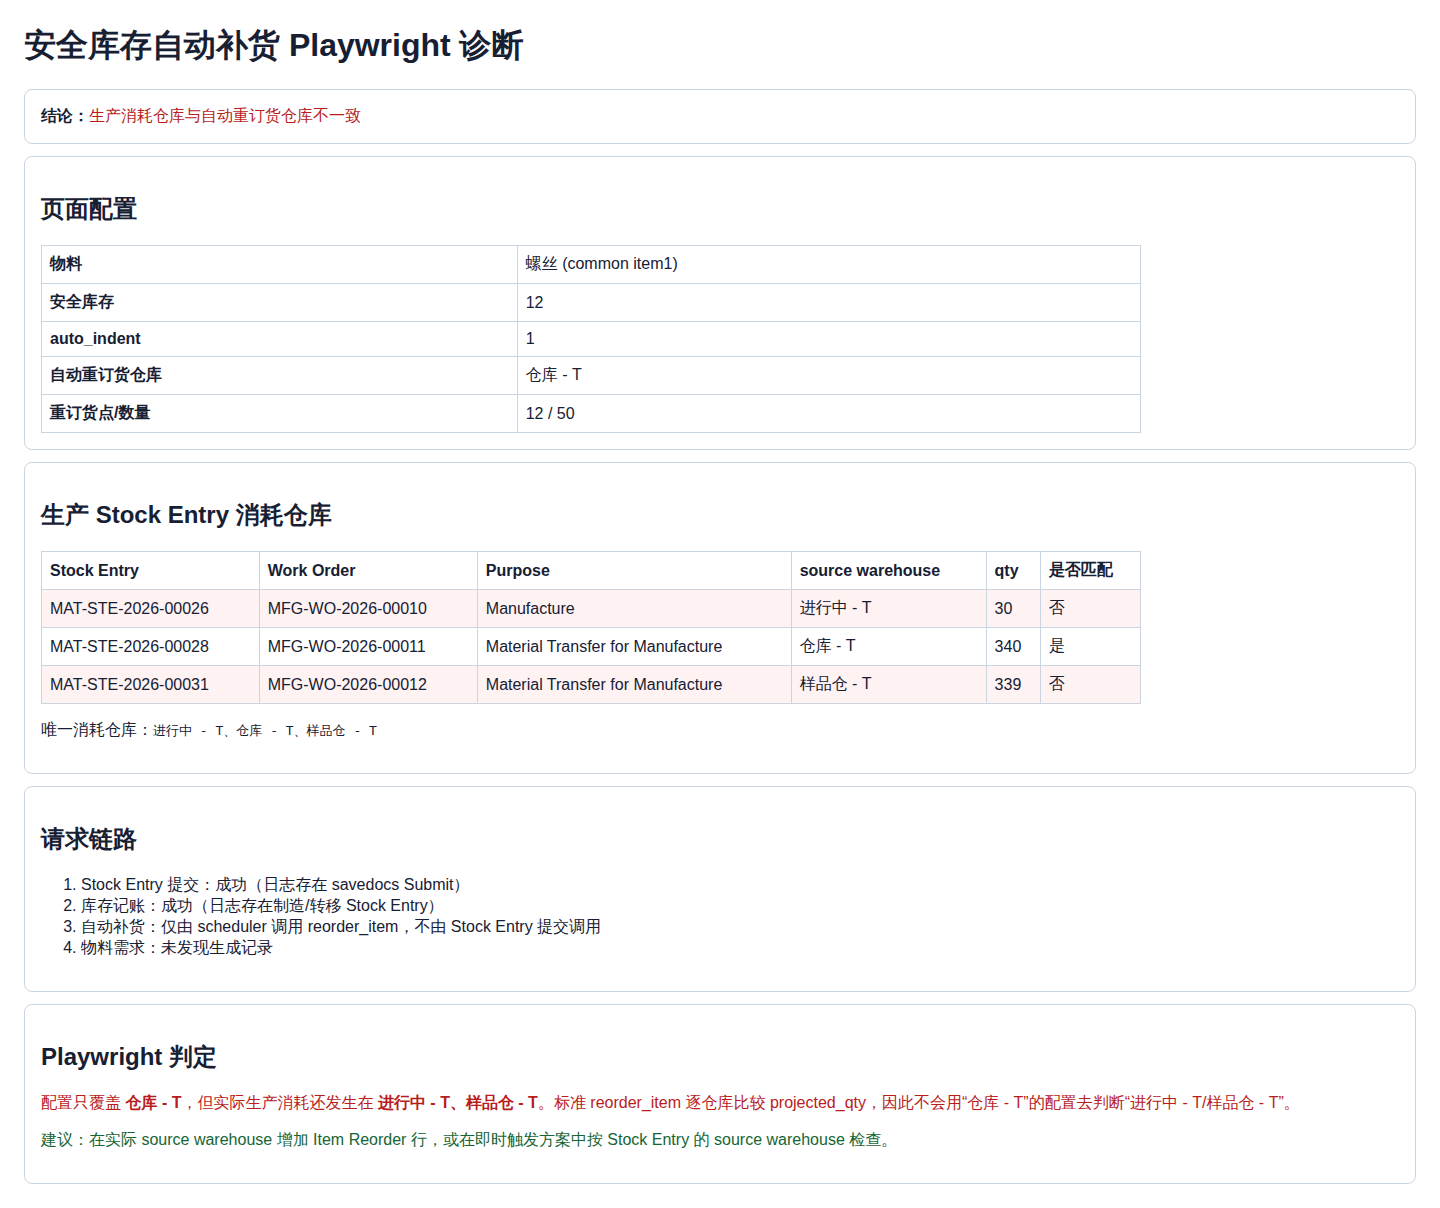 安全库存自动补货 Playwright 诊断
结论：生产消耗仓库与自动重订货仓库不一致
页面配置
物料 螺丝 (common item1)
安全库存 12
auto_indent 1
自动重订货仓库 仓库 - T
重订货点/数量 12 / 50
生产 Stock Entry 消耗仓库
Stock Entry Work Order Purpose source warehouse qty 是否匹配
MAT-STE-2026-00026 MFG-WO-2026-00010 Manufacture 进行中 - T 30 否
MAT-STE-2026-00028 MFG-WO-2026-00011 Material Transfer for Manufacture 仓库 - T 340 是
MAT-STE-2026-00031 MFG-WO-2026-00012 Material Transfer for Manufacture 样品仓 - T 339 否
唯一消耗仓库：进行中 - T、仓库 - T、样品仓 - T
请求链路
1. Stock Entry 提交：成功（日志存在 savedocs Submit）
2. 库存记账：成功（日志存在制造/转移 Stock Entry）
3. 自动补货：仅由 scheduler 调用 reorder_item，不由 Stock Entry 提交调用
4. 物料需求：未发现生成记录
Playwright 判定
配置只覆盖 仓库 - T，但实际生产消耗还发生在 进行中 - T、样品仓 - T。标准 reorder_item 逐仓库比较 projected_qty，因此不会用“仓库 - T”的配置去判断“进行中 - T/样品仓 - T”。
建议：在实际 source warehouse 增加 Item Reorder 行，或在即时触发方案中按 Stock Entry 的 source warehouse 检查。